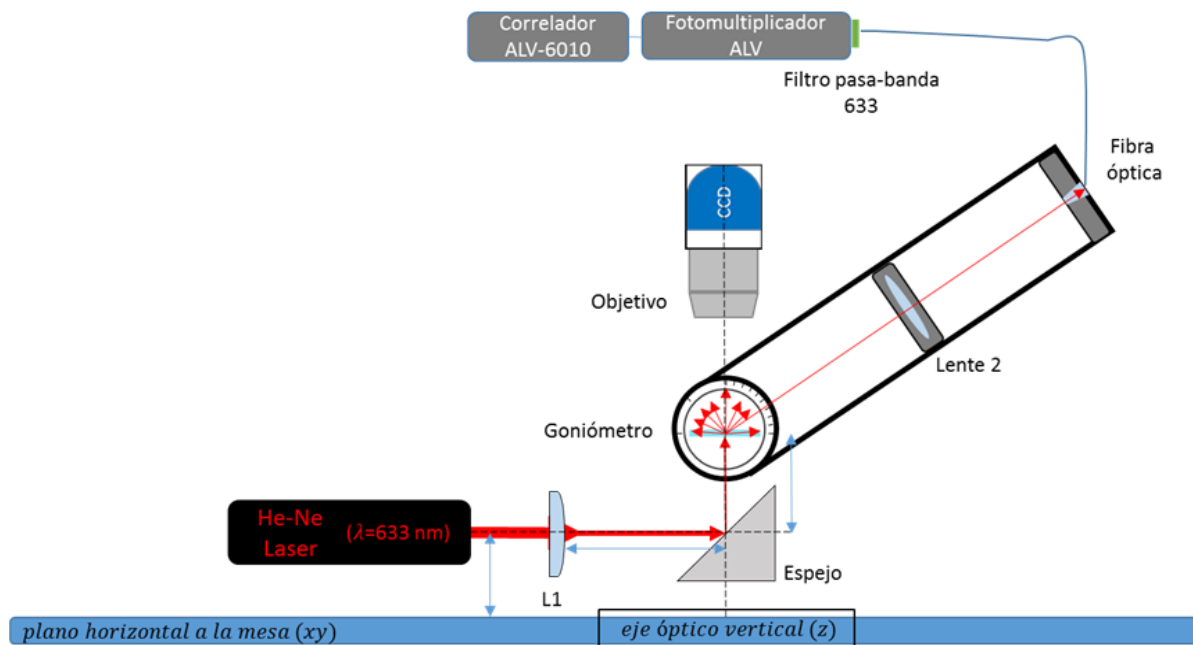 Correlador
ALV-6010
Fotomultiplicador
ALV
Filtro pasa-banda
633
Fibra
óptica
CCD
Objetivo
Lente 2
Goniómetro
He-Ne
Laser
(λ=633 nm)
L1
Espejo
plano horizontal a la mesa (xy)
eje óptico vertical (z)